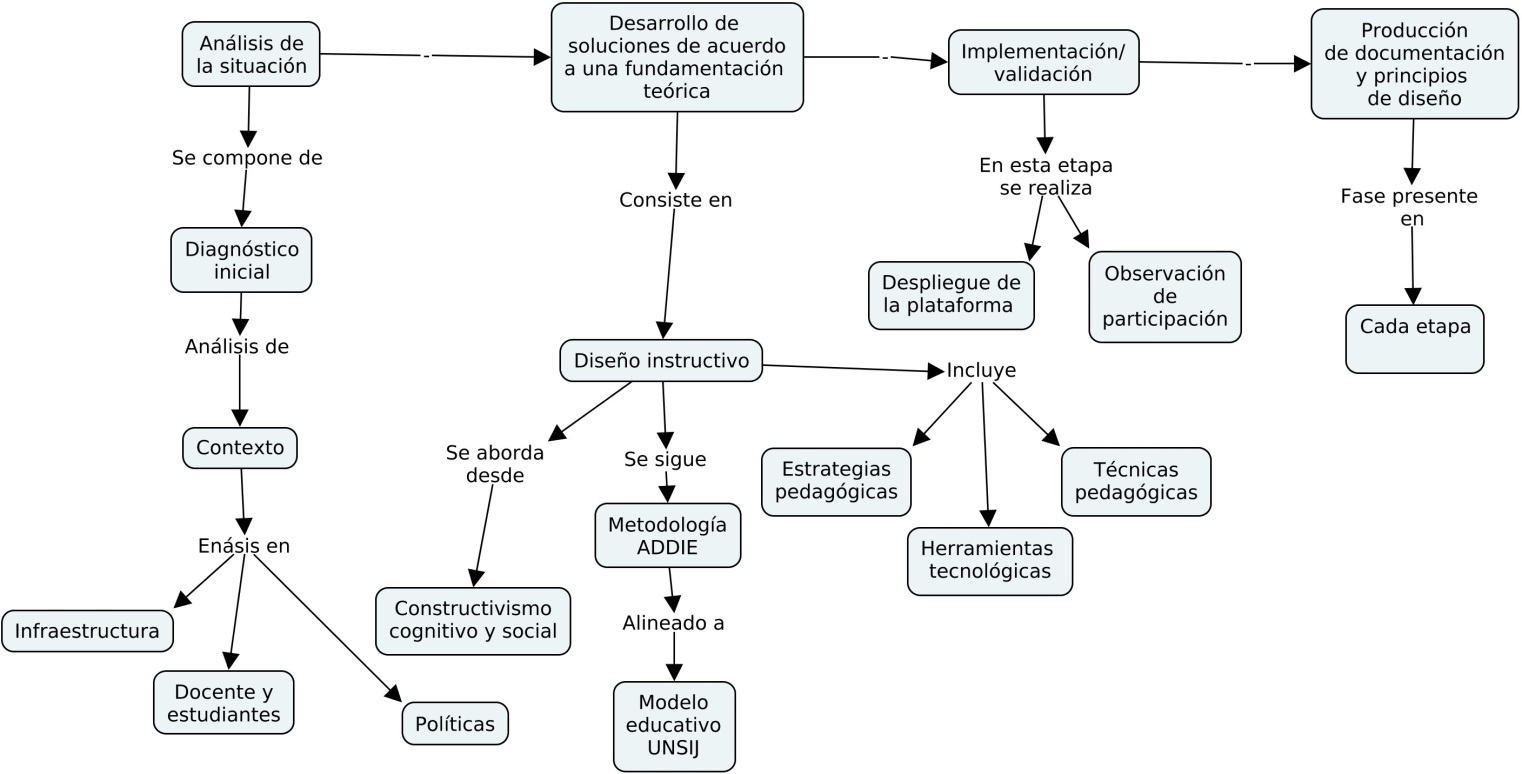 Análisis de
la situación
-
Desarrollo de
soluciones de acuerdo
a una fundamentación
teórica
-
Implementación/
validación
-
Producción
de documentación
y principios
de diseño
Se compone de
Diagnóstico
inicial
Análisis de
Contexto
Enásis en
Infraestructura
Docente y
estudiantes
Políticas
Consiste en
Diseño instructivo
Se aborda
desde
Constructivismo
cognitivo y social
Se sigue
Metodología
ADDIE
Alineado a
Modelo
educativo
UNSIJ
Incluye
Estrategias
pedagógicas
Herramientas
tecnológicas
Técnicas
pedagógicas
En esta etapa
se realiza
Despliegue de
la plataforma
Observación
de
participación
Fase presente
en
Cada etapa